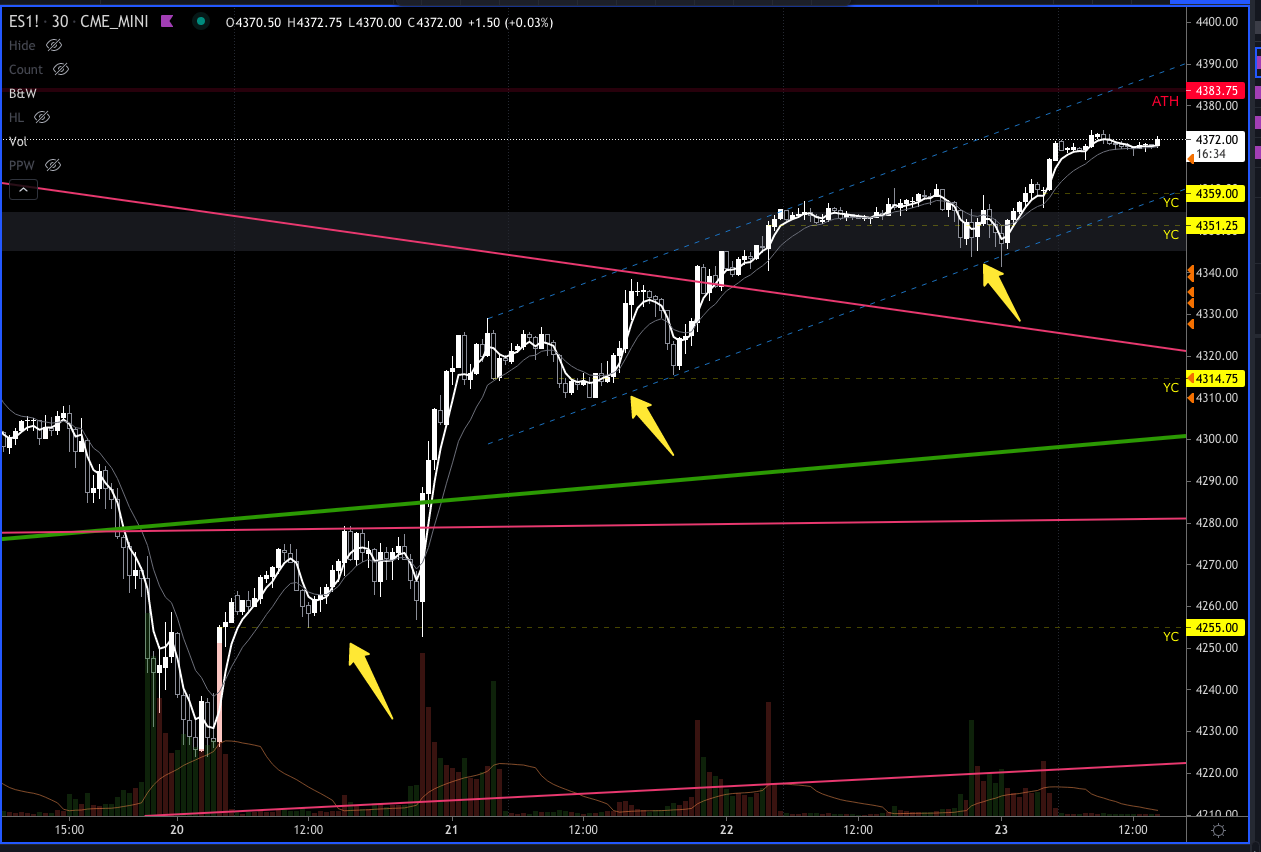 ES1! · 30 · CME_MINI O4370.50 H4372.75 L4370.00 C4372.00 +1.50 (+0.03%)
Hide
Count
B&W
HL
Vol
PPW
4400.00
4390.00
4383.75
ATH
4380.00
4372.00
16:34
4359.00
YC
4351.25
YC
4340.00
4330.00
4320.00
4314.75
YC
4310.00
4300.00
4290.00
4280.00
4270.00
4260.00
4255.00
YC
4250.00
4240.00
4230.00
4220.00
4210.00
15:00 20 12:00 21 12:00 22 12:00 23 12:00